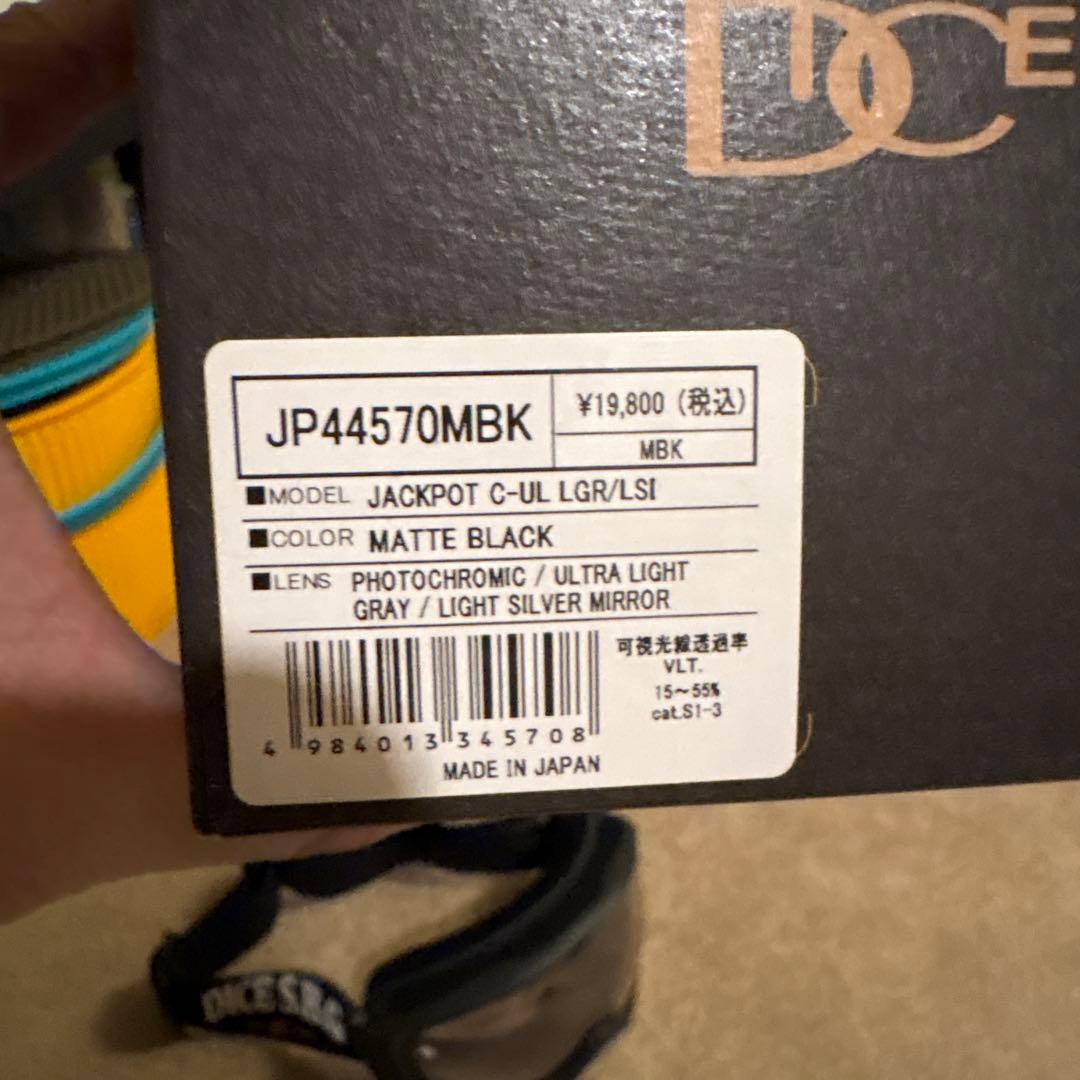 DICE
JP44570MBK
¥19,800 (税込)
MBK
■MODEL JACKPOT C-UL LGR/LSI
■COLOR MATTE BLACK
■LENS PHOTOCHROMIC / ULTRA LIGHT
GRAY / LIGHT SILVER MIRROR
可視光線透過率
VLT.
15~55%
cat.S1-3
4 984013 345708
MADE IN JAPAN